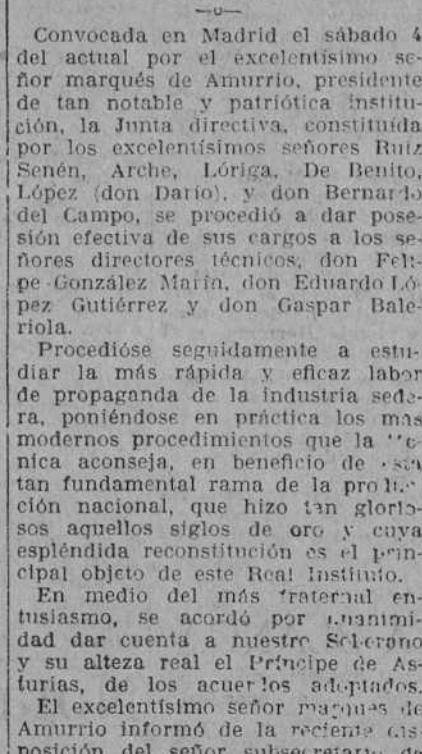 Convocada en Madrid el sábado 4
del actual por el excelentísimo se-
ñor marqués de Amurrio, presidente
de tan notable y patriótica institu-
ción, la Junta directiva, constituída
por los excelentísimos señores Ruiz
Senén, Arche, Lóriga, De Benito,
López (don Darío), y don Bernardo
del Campo, se procedió a dar pose-
sión efectiva de sus cargos a los se-
ñores directores técnicos, don Feli-
pe González Marín, don Eduardo Ló-
pez Gutiérrez y don Gaspar Bale-
riola.
Procedióse seguidamente a estu-
diar la más rápida y eficaz labor
de propaganda de la industria sede-
ra, poniéndose en práctica los más
modernos procedimientos que la
nica aconseja, en beneficio de
tan fundamental rama de la produc-
ción nacional, que hizo tan glorio-
sos aquellos siglos de oro y cuya
espléndida reconstitución es el prin-
cipal objeto de este Real Instituto.
En medio del más fraternal en-
tusiasmo, se acordó por unanimi-
dad dar cuenta a nuestro Soberano
y su alteza real el Príncipe de As-
turias, de los acuerdos adoptados.
El excelentísimo señor marqués de
Amurrio informó de la reciente dis-
posición del señor subsecretario de